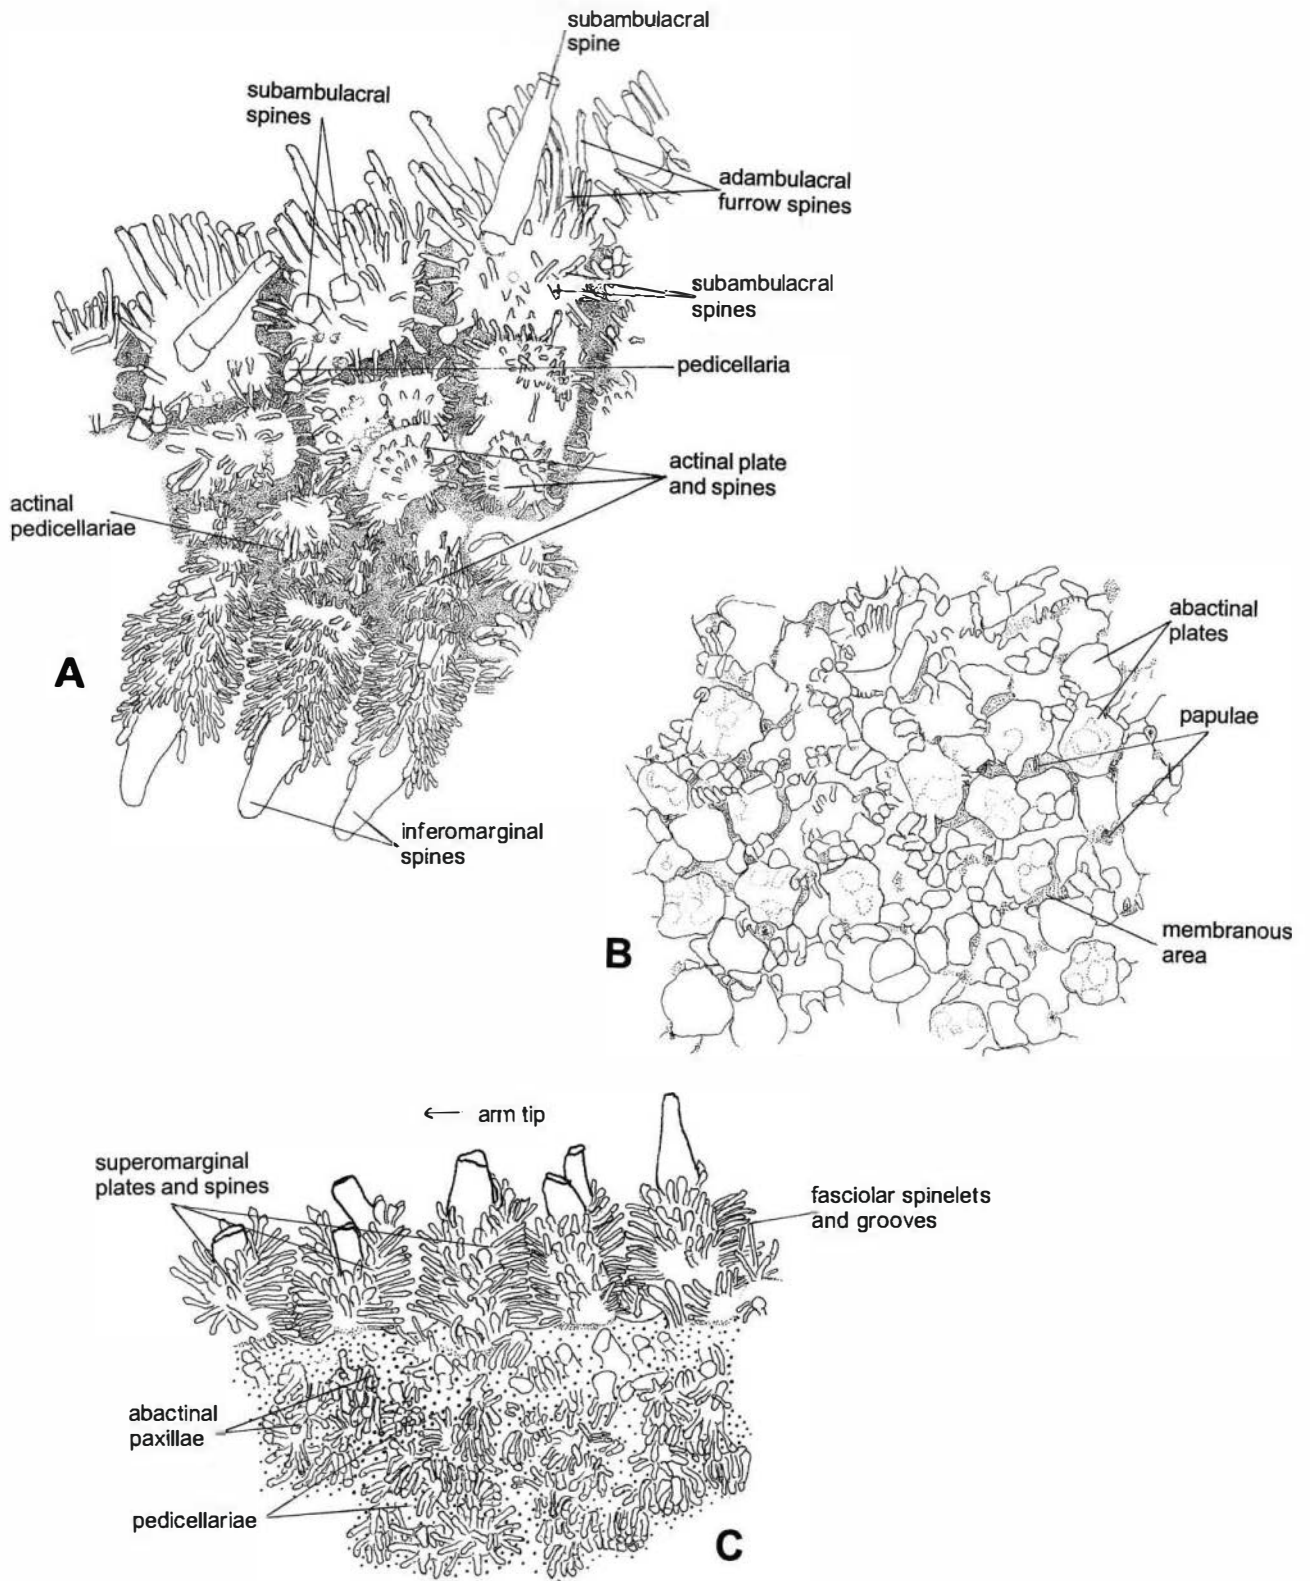 subambulacral
spine
subambulacral
spines
adambulacral
furrow spines
subambulacral
spines
pedicellaria
actinal plate
and spines
actinal
pedicellariae
A
inferomarginal
spines
abactinal
plates
papulae
membranous
area
B
← arm tip
superomarginal
plates and spines
fasciolar spinelets
and grooves
abactinal
paxillae
pedicellariae
C